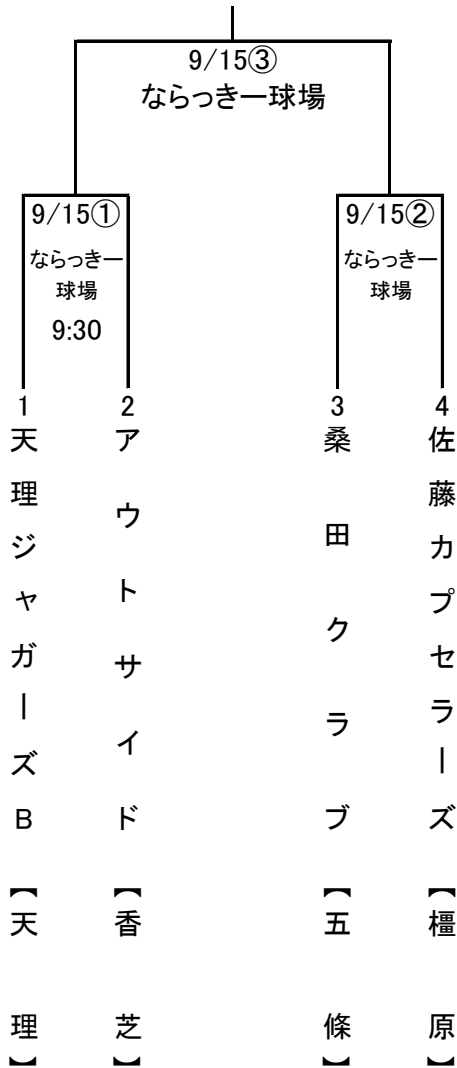 9/15③
ならっきー球場
9/15①
ならっきー
球場
9:30
9/15②
ならっきー
球場
1
天理ジャガーズB【天理】
2
アウトサイド【香芝】
3
桑田クラブ【五條】
4
佐藤カプセラーズ【橿原】